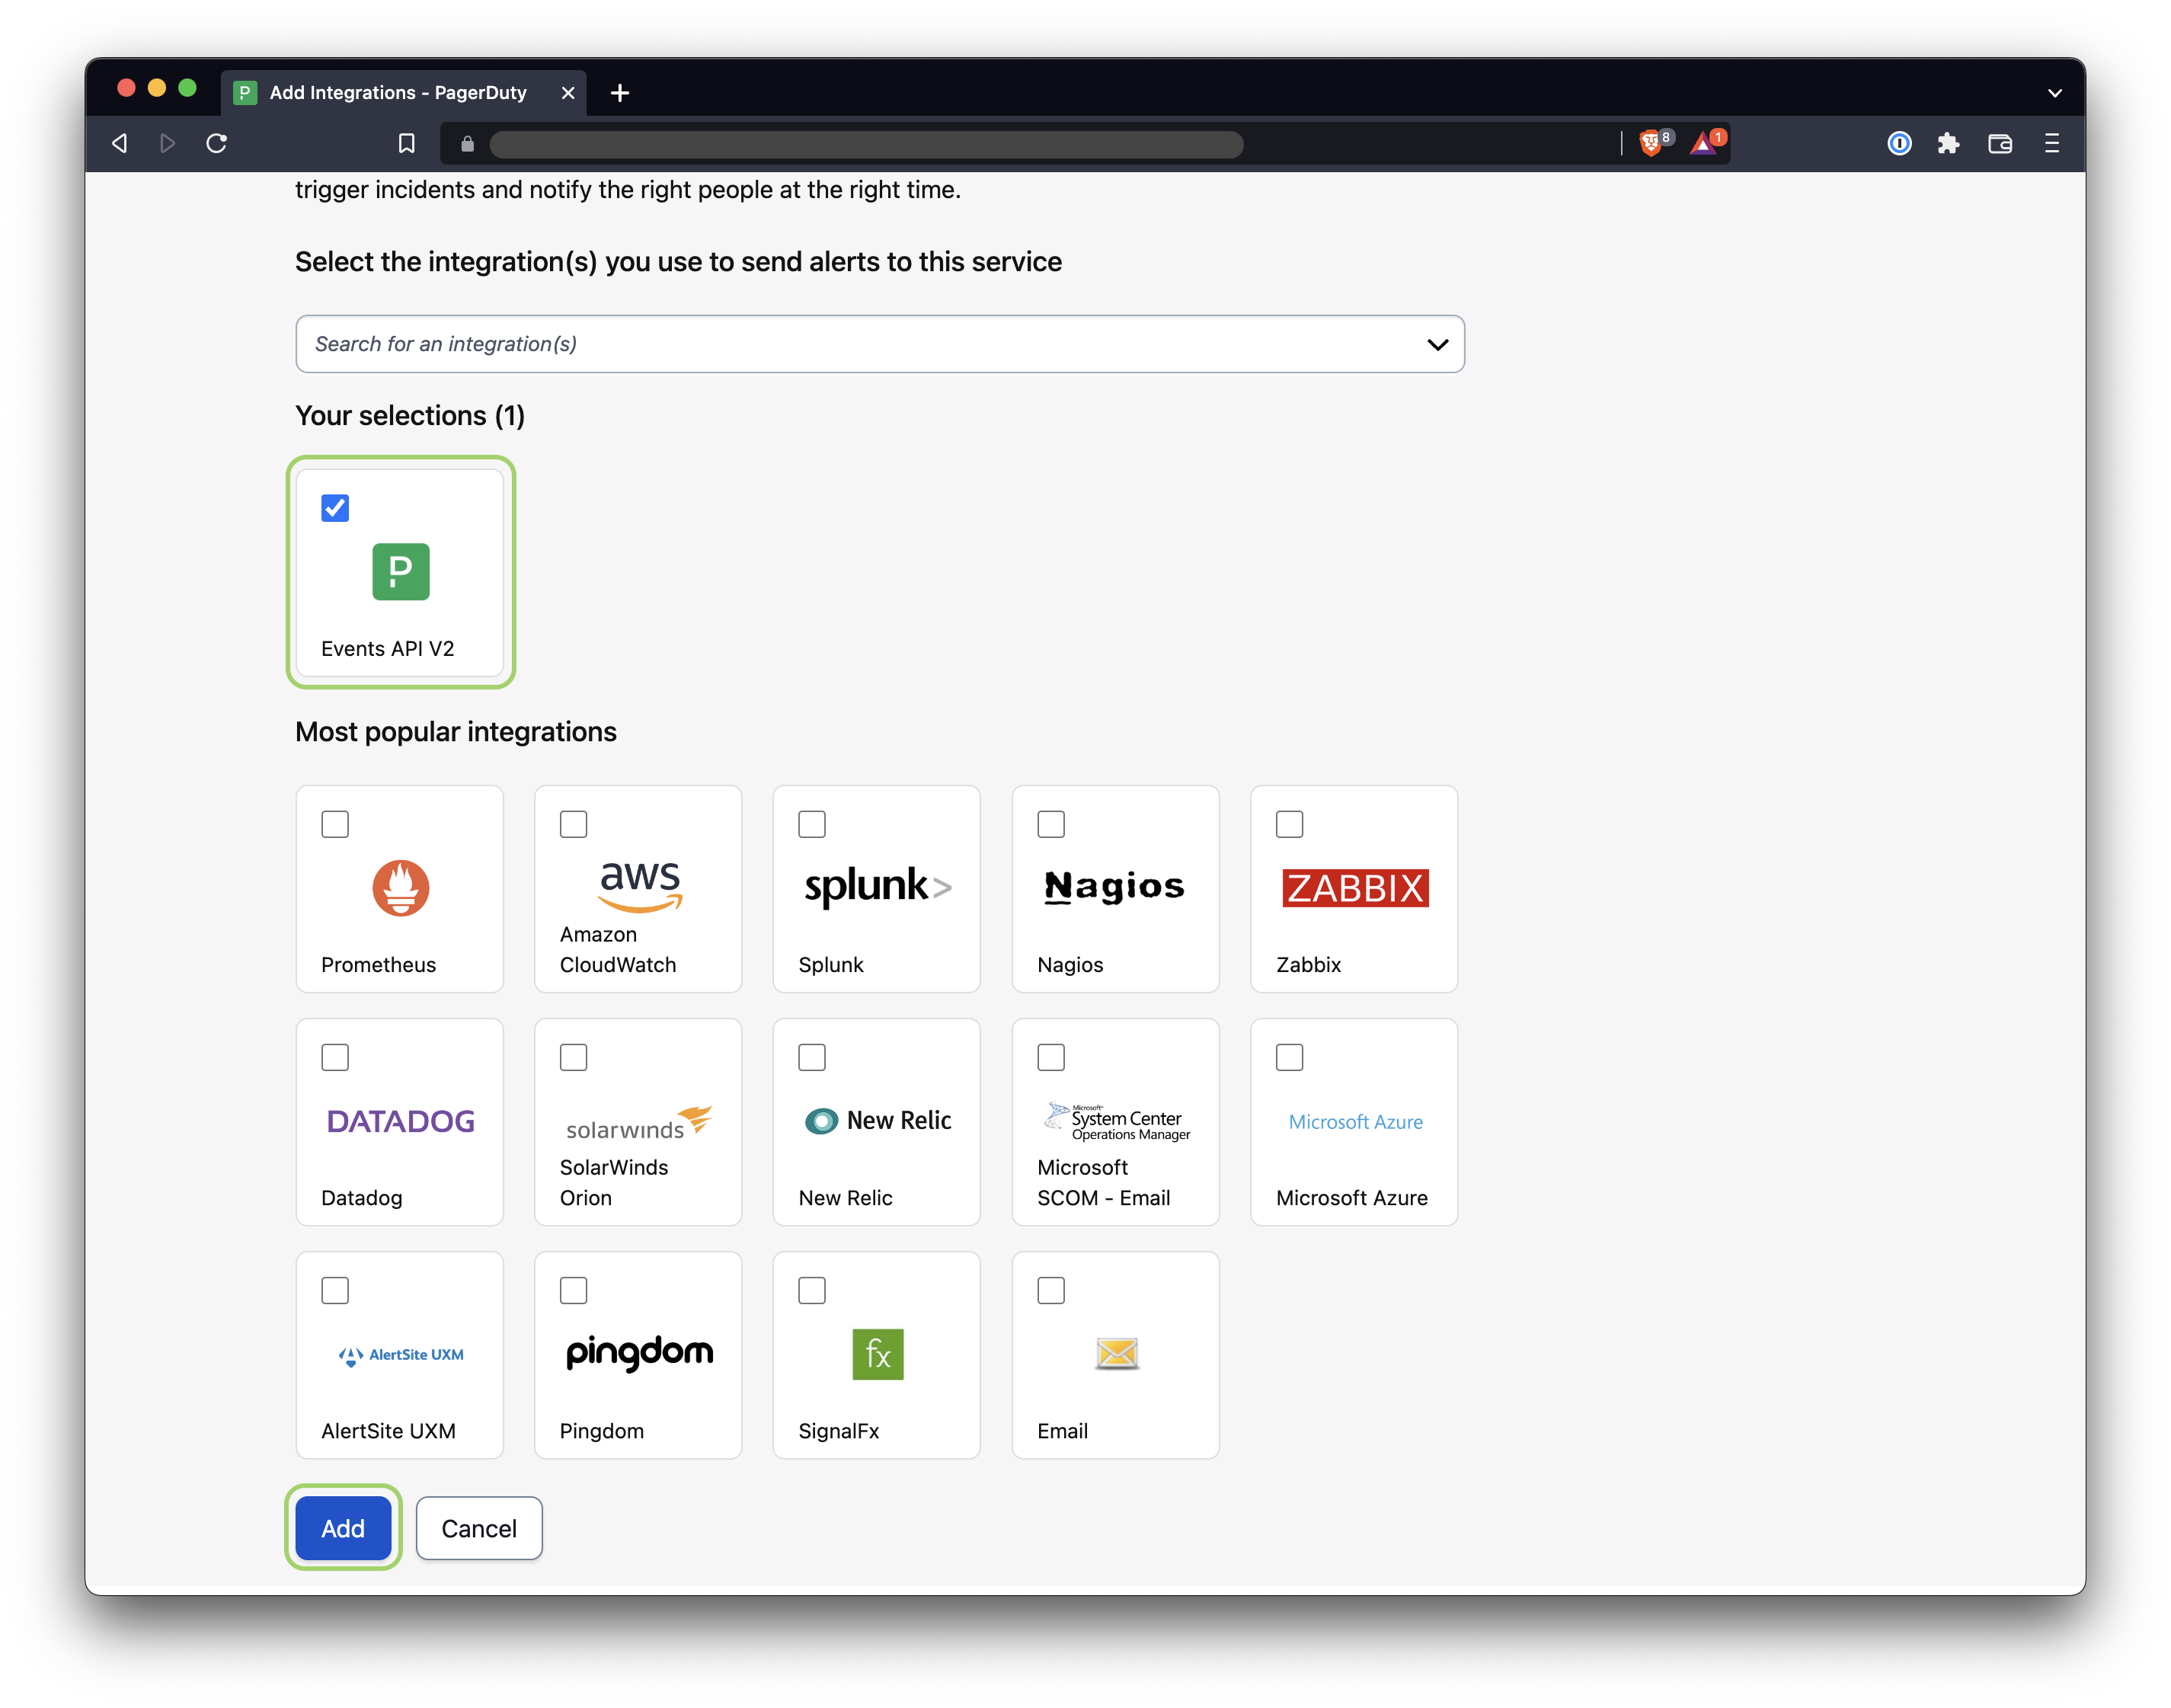 Add Integrations - PagerDuty
8
1
trigger incidents and notify the right people at the right time.
Select the integration(s) you use to send alerts to this service
Search for an integration(s)
Your selections (1)
P
Events API V2
Most popular integrations
Prometheus
aws
Amazon
CloudWatch
splunk>
Splunk
Nagios
Nagios
ZABBIX
Zabbix
DATADOG
Datadog
solarwinds
SolarWinds
Orion
New Relic
New Relic
Microsoft
System Center
Operations Manager
Microsoft
SCOM - Email
Microsoft Azure
Microsoft Azure
AlertSite UXM
AlertSite UXM
pingdom
Pingdom
fx
SignalFx
Email
Add
Cancel